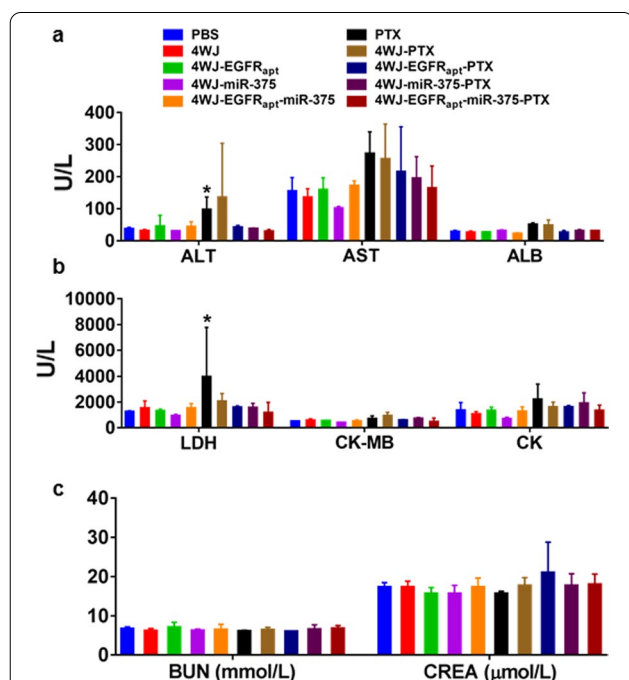 a
PBS PTX
4WJ 4WJ-PTX
4WJ-EGFRapt 4WJ-EGFRapt-PTX
4WJ-miR-375 4WJ-miR-375-PTX
4WJ-EGFRapt-miR-375 4WJ-EGFRapt-miR-375-PTX
400
300
200
100
0
U/L
*
ALT AST ALB
b
10000
8000
6000
4000
2000
0
U/L
*
LDH CK-MB CK
c
40
30
20
10
0
BUN (mmol/L) CREA (μmol/L)